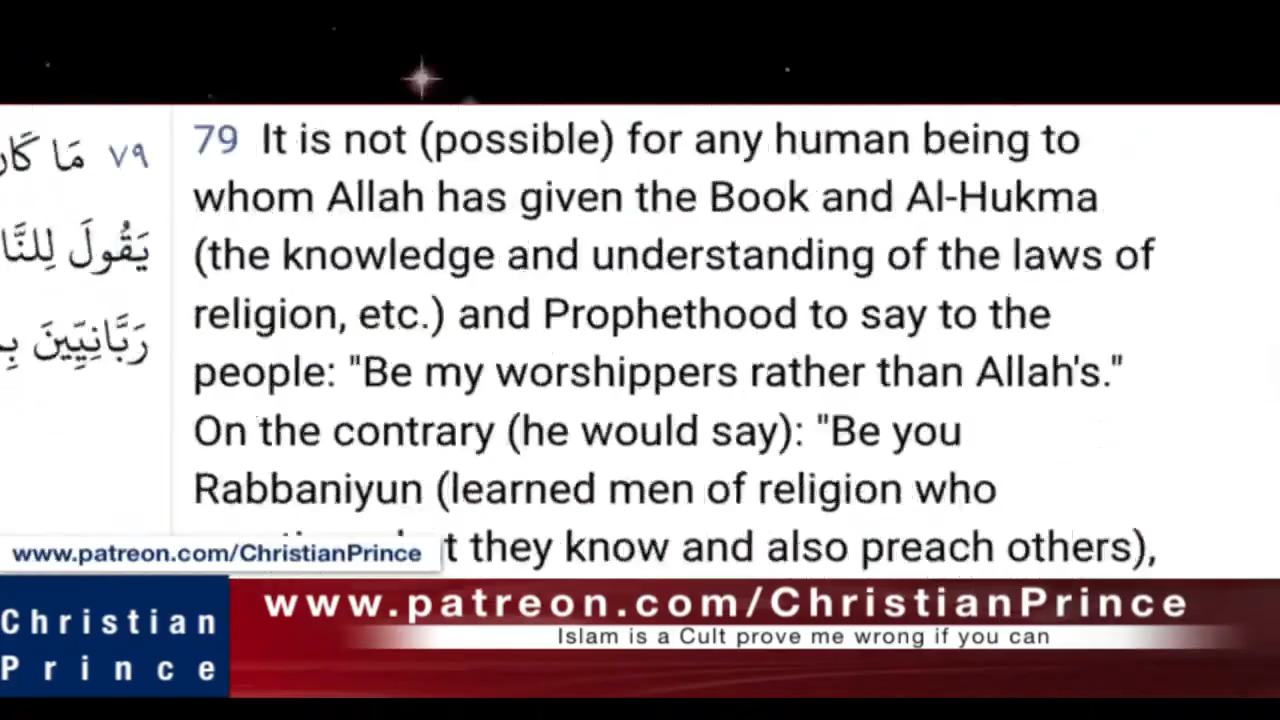 79 It is not (possible) for any human being to
whom Allah has given the Book and Al-Hukma
(the knowledge and understanding of the laws of
religion, etc.) and Prophethood to say to the
people: "Be my worshippers rather than Allah's."
On the contrary (he would say): "Be you
Rabbaniyun (learned men of religion who
they know and also preach others),
٧٩ مَا
يَقُولَ
رَبَّانِيِّينَ
www.patreon.com/ChristianPrince
Christian
Prince
www.patreon.com/ChristianPrince
Islam is a Cult prove me wrong if you can